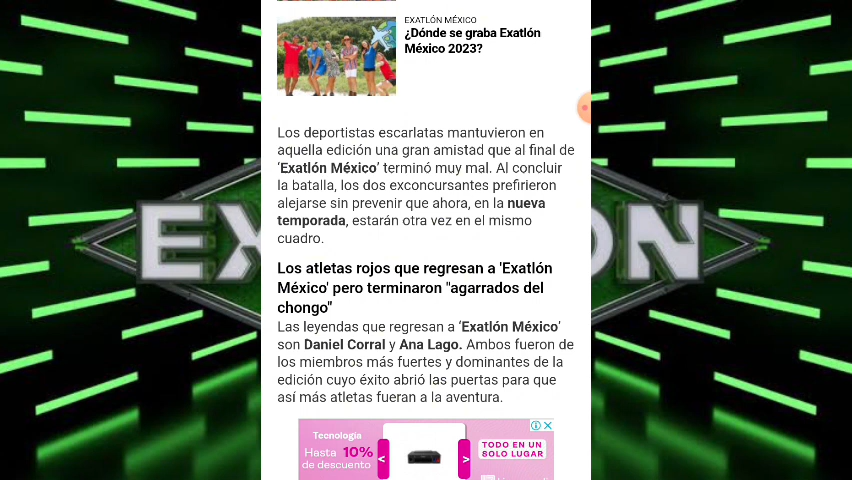 EXATLÓN MÉXICO
¿Dónde se graba Exatlón
México 2023?
Los deportistas escarlatas mantuvieron en
aquella edición una gran amistad que al final de
‘Exatlón México’ terminó muy mal. Al concluir
la batalla, los dos exconcursantes prefirieron
alejarse sin prevenir que ahora, en la nueva
temporada, estarán otra vez en el mismo
cuadro.
EX
ON
Los atletas rojos que regresan a 'Exatlón
México' pero terminaron "agarrados del
chongo"
Las leyendas que regresan a ‘Exatlón México’
son Daniel Corral y Ana Lago. Ambos fueron de
los miembros más fuertes y dominantes de la
edición cuyo éxito abrió las puertas para que
así más atletas fueran a la aventura.
Tecnología
Hasta 10%
de descuento
<
>
TODO EN UN
SOLO LUGAR